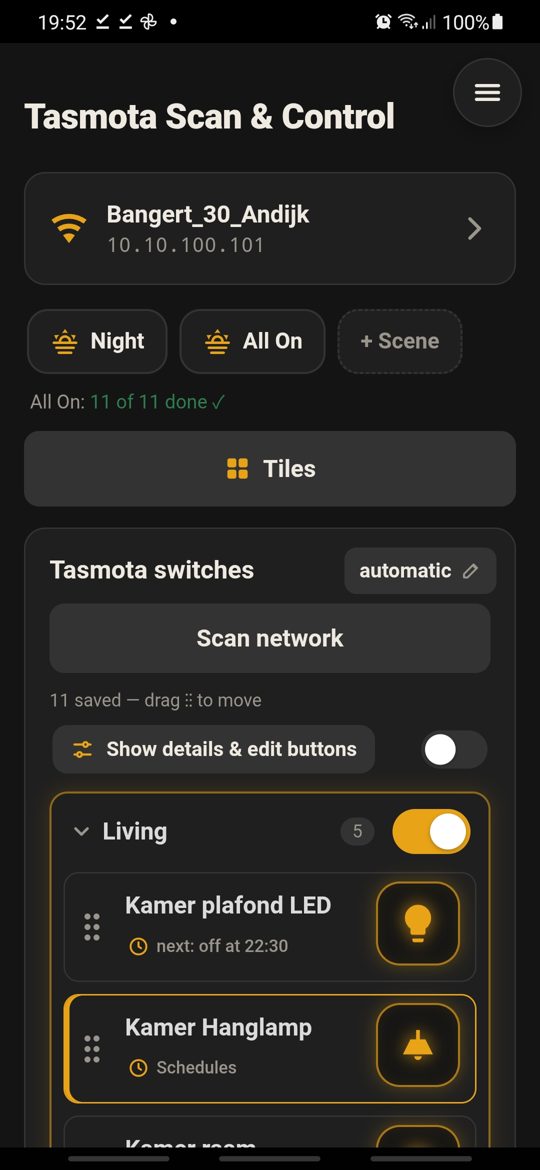 19:52 100%
Tasmota Scan & Control
Bangert_30_Andijk
10.10.100.101
Night All On + Scene
All On: 11 of 11 done ✓
Tiles
Tasmota switches automatic
Scan network
11 saved — drag ⠿ to move
Show details & edit buttons
Living 5
Kamer plafond LED
next: off at 22:30
Kamer Hanglamp
Schedules